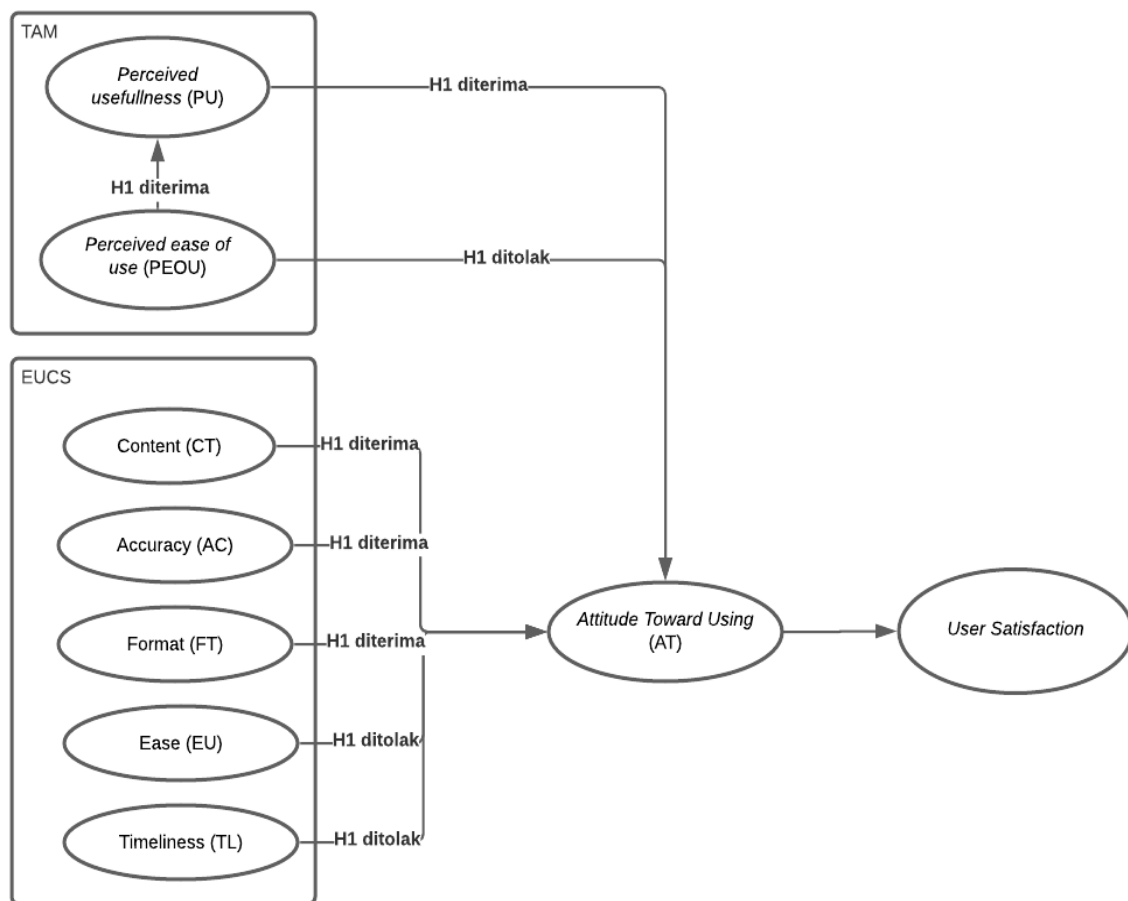 TAM
Perceived
usefullness (PU)
H1 diterima
H1 diterima
Perceived ease of
use (PEOU)
H1 ditolak
EUCS
Content (CT)
H1 diterima
Accuracy (AC)
H1 diterima
Format (FT)
H1 diterima
Ease (EU)
H1 ditolak
Timeliness (TL)
H1 ditolak
Attitude Toward Using
(AT)
User Satisfaction